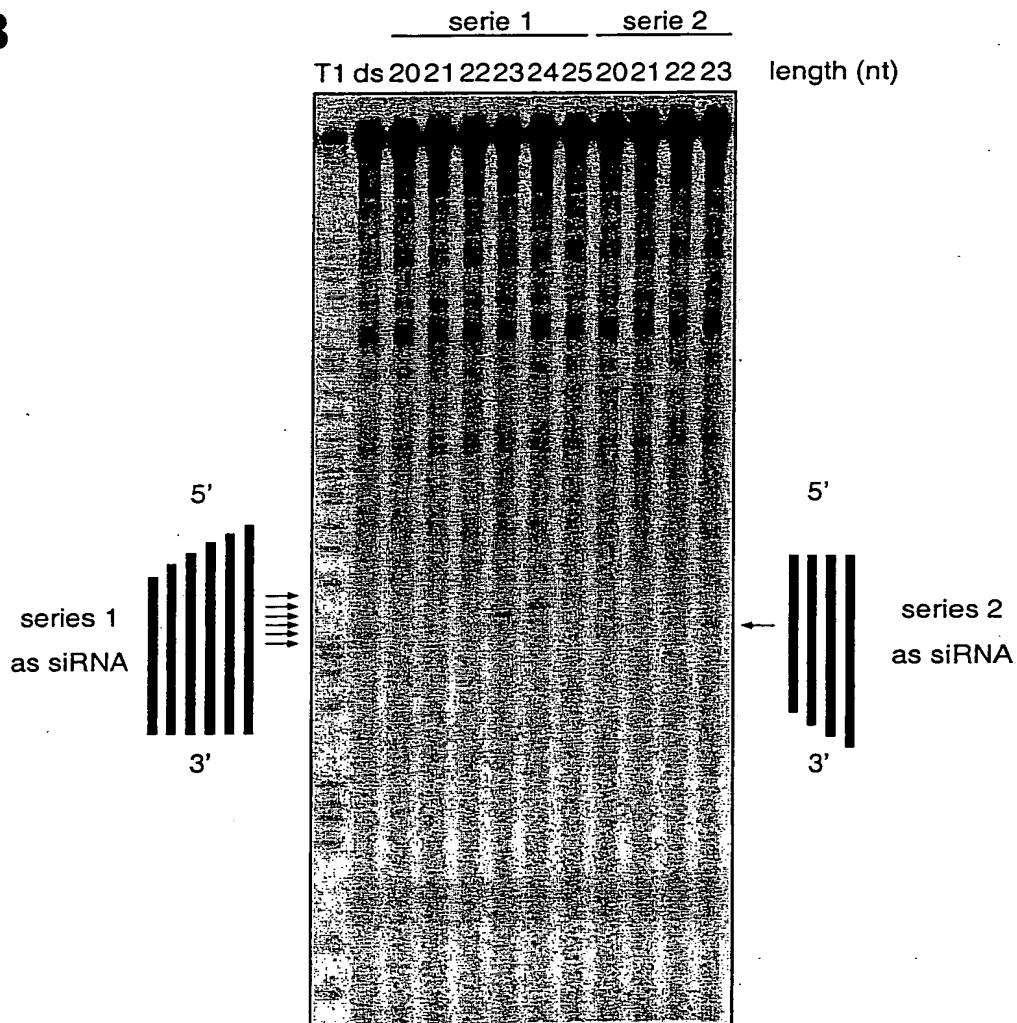 B
serie 1 serie 2
T1 ds 20 21 22 23 24 25 20 21 22 23 length (nt)
5' 5'
series 1 series 2
as siRNA as siRNA
3' 3'